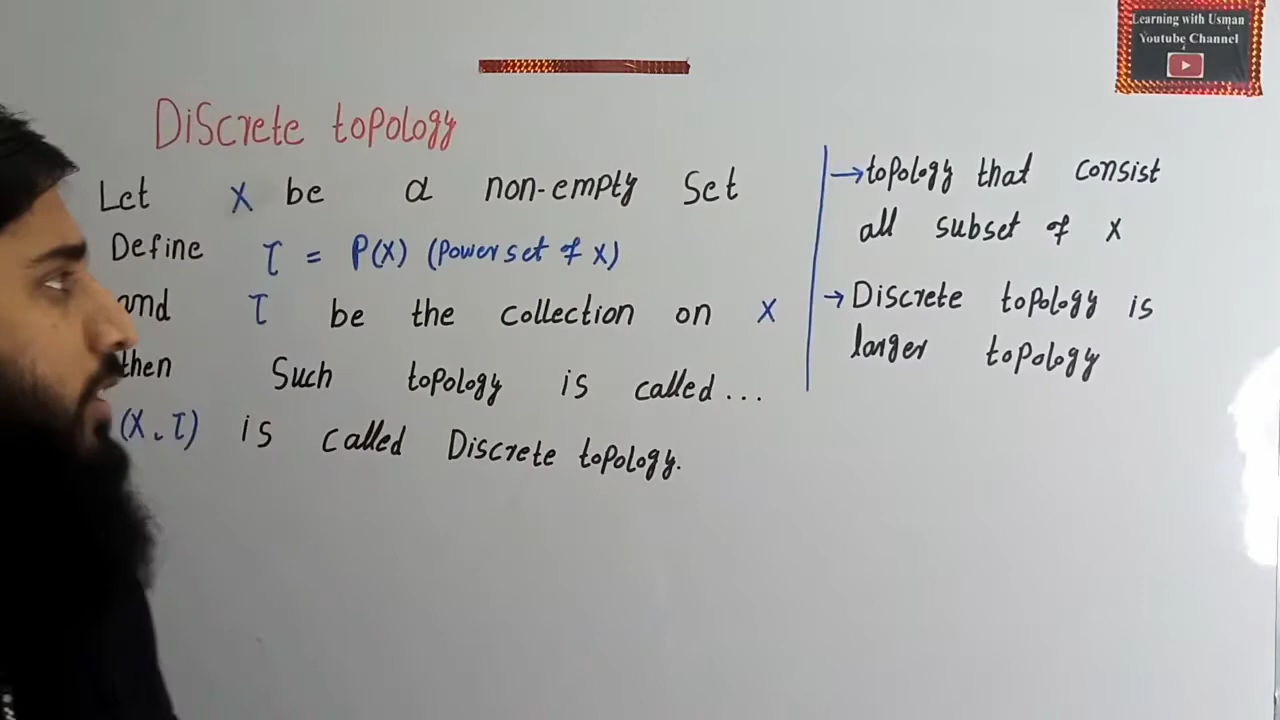 Learning with Usman
Youtube Channel
Discrete topology
Let X be a non-empty Set
Define τ = P(X) (Power set of X)
and τ be the collection on X
then Such topology is called...
(X, τ) is called Discrete topology.
→topology that consist
all subset of X
→ Discrete topology is
larger topology